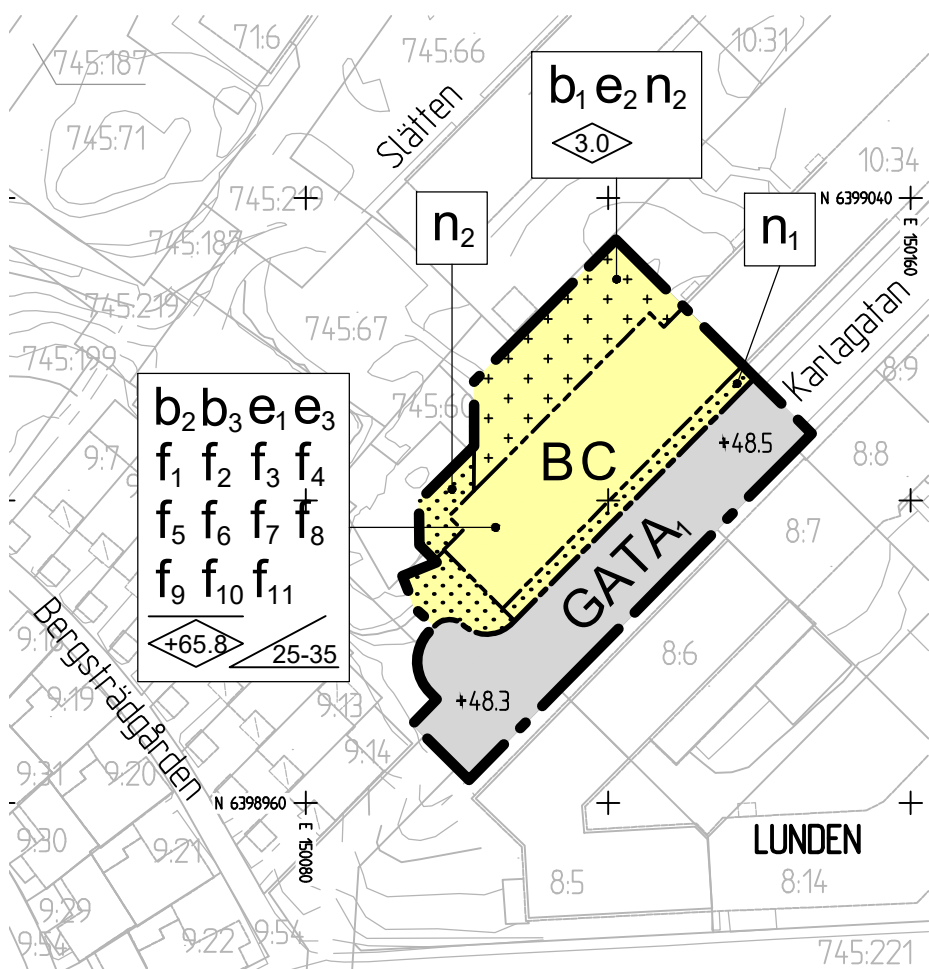 71:6
745:187
745:66
10:31
b₁ e₂ n₂
3.0
745:71
Slätten
10:34
745:219
n₂
n₁
N 6399040
E 150160
745:187
745:219
745:67
Karlagatan
745:199
8:9
b₂ b₃ e₁ e₃
f₁ f₂ f₃ f₄
f₅ f₆ f₇ f₈
f₉ f₁₀ f₁₁
+65.8
25-35
9:7
BC
+48.5
8:8
8:7
GATA₁
Bergsträdgården
8:6
9:19
9:13
+48.3
9:14
9:31
9:20
N 6398960
E 150080
9:30
9:21
LUNDEN
8:5
8:14
9:29
9:54
9:22
9:54
745:221